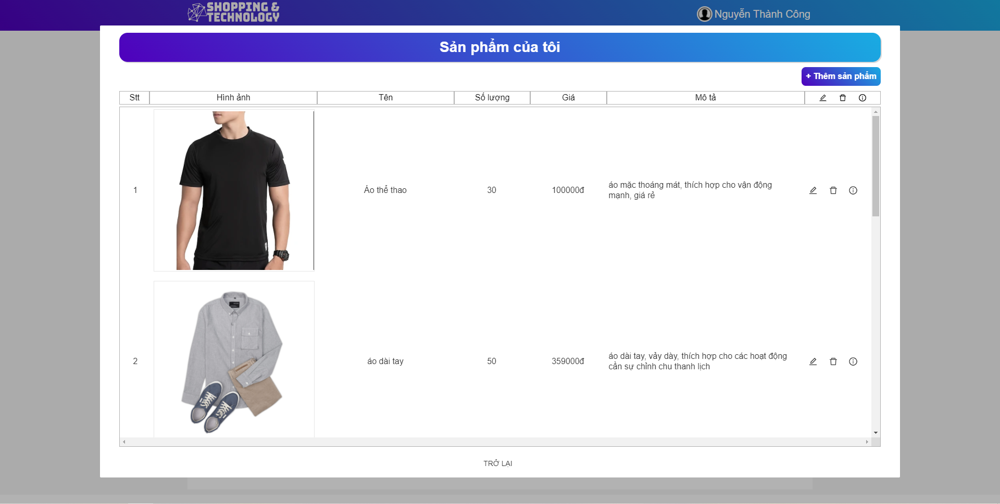 SHOPPING &
TECHNOLOGY
Nguyễn Thành Công
Sản phẩm của tôi
+ Thêm sản phẩm
Stt Hình ảnh Tên Số lượng Giá Mô tả
1 Áo thể thao 30 100000đ áo mặc thoáng mát, thích hợp cho vận động
mạnh, giá rẻ
2 áo dài tay 50 359000đ áo dài tay, vảy dày, thích hợp cho các hoạt động
cần sự chỉnh chu thanh lịch
TRỞ LẠI